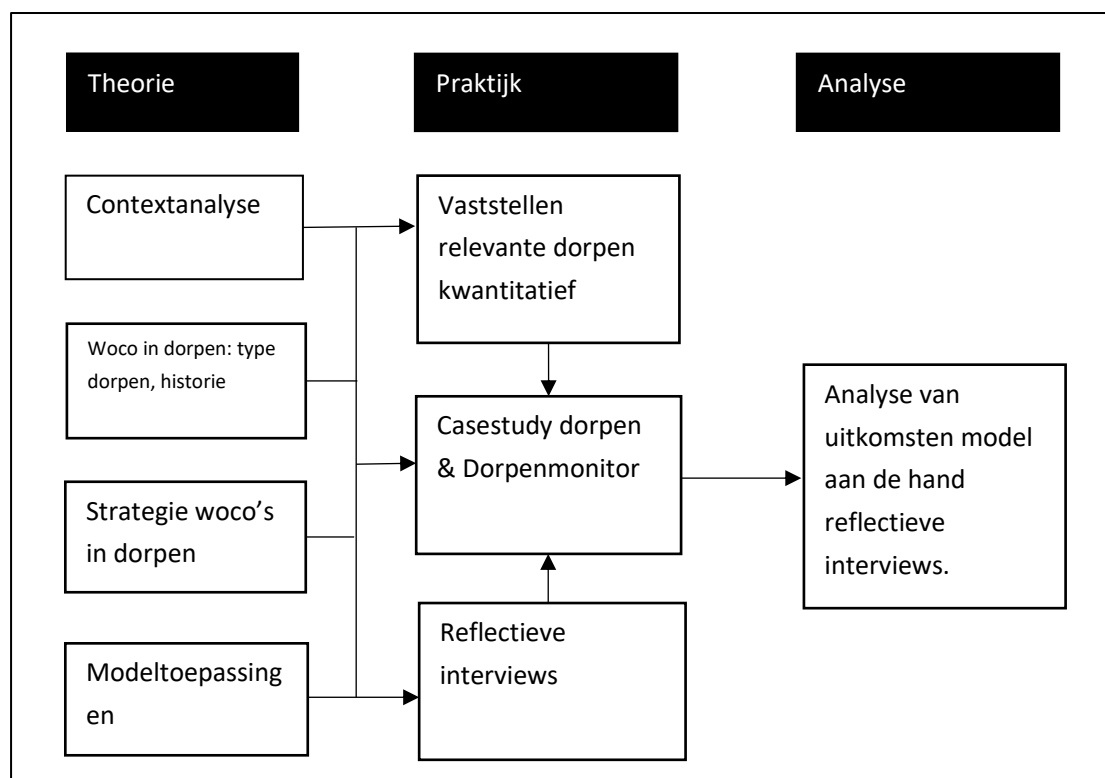 Theorie
Praktijk
Analyse
Contextanalyse
Woco in dorpen: type
dorpen, historie
Strategie woco’s
in dorpen
Modeltoepassing
en
Vaststellen
relevante dorpen
kwantitatief
Casestudy dorpen
& Dorpenmonitor
Reflectieve
interviews
Analyse van
uitkomsten model
aan de hand
reflectieve
interviews.